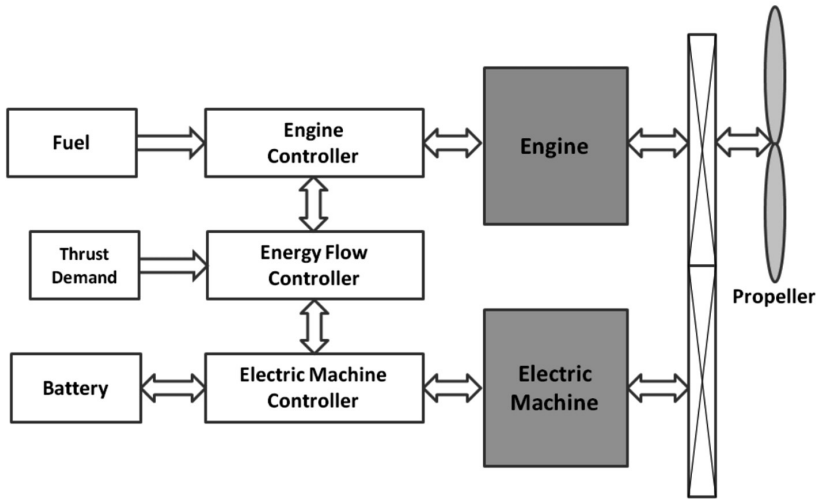 Fuel
Engine
Controller
Engine
Thrust
Demand
Energy Flow
Controller
Propeller
Battery
Electric Machine
Controller
Electric
Machine